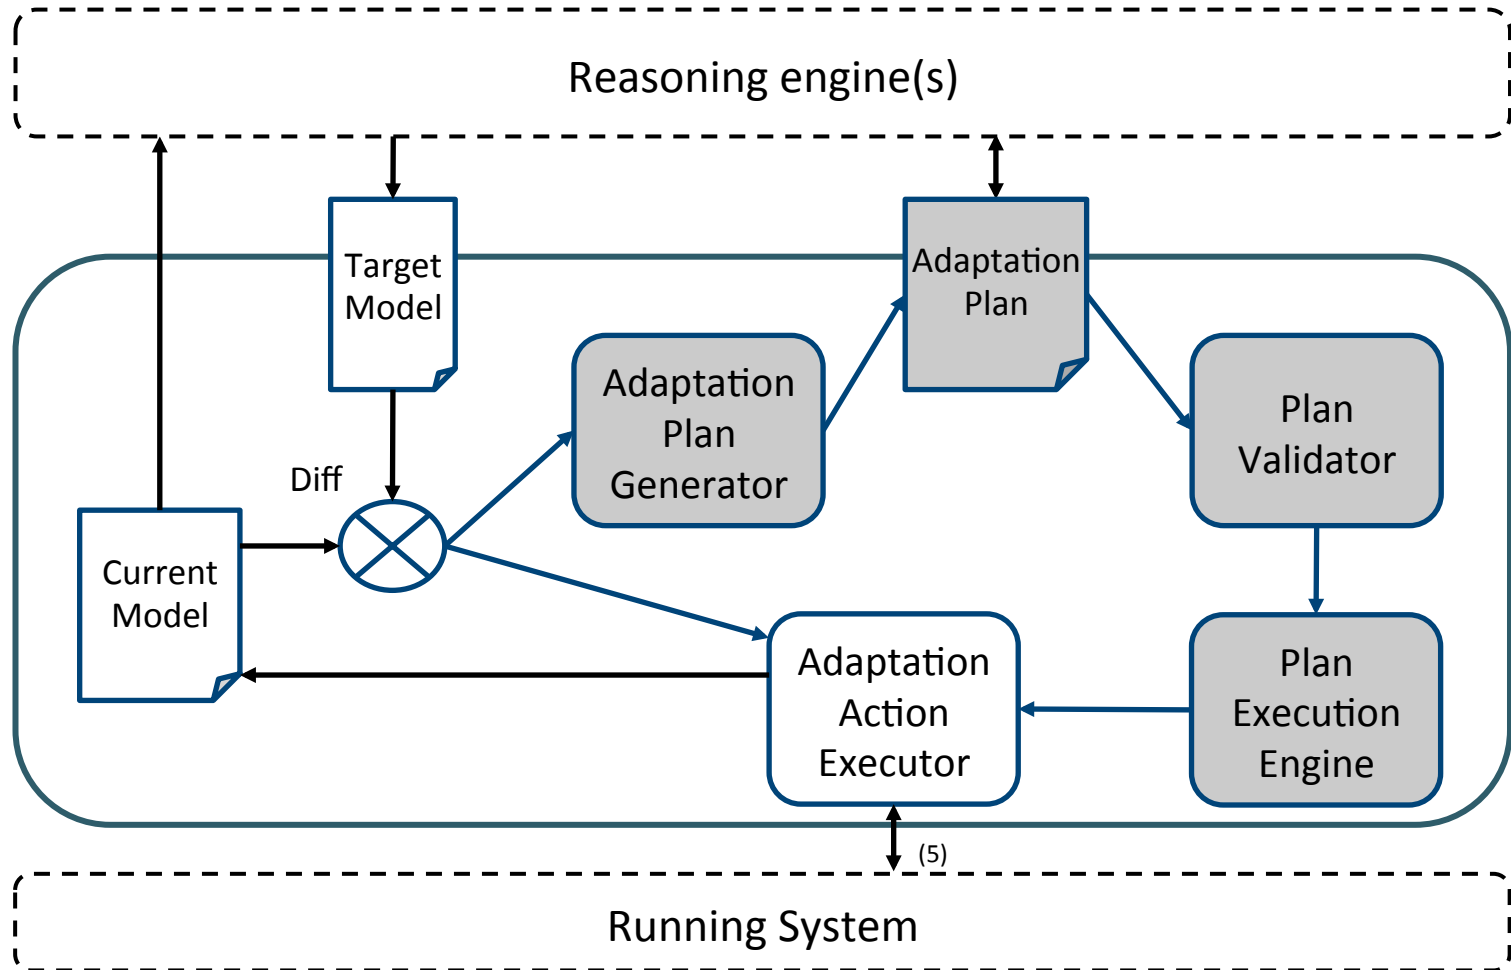 Reasoning engine(s)
Target
Model
Adaptation
Plan
Adaptation
Plan
Generator
Plan
Validator
Diff
Current
Model
Adaptation
Action
Executor
Plan
Execution
Engine
(5)
Running System